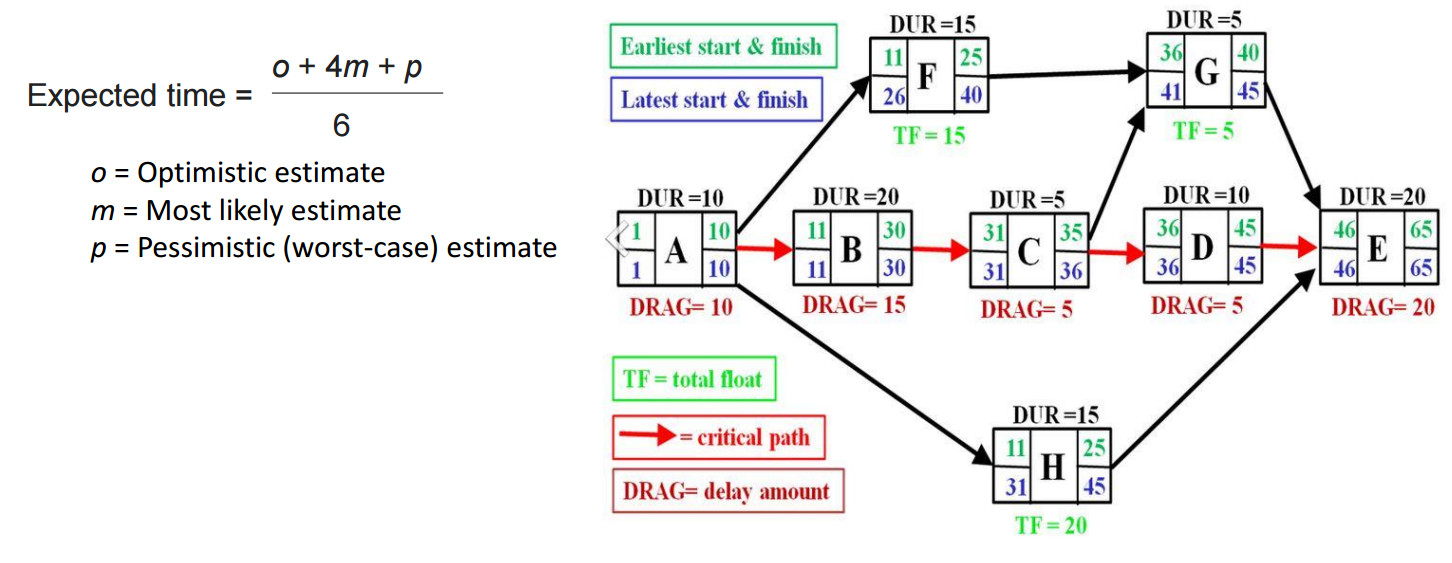 Expected time = o + 4m + p
6
o = Optimistic estimate
m = Most likely estimate
p = Pessimistic (worst-case) estimate
Earliest start & finish
Latest start & finish
DUR =15
11 F 25
26 40
TF = 15
DUR =5
36 G 40
41 45
TF = 5
DUR =10
1 A 10
1 10
DRAG= 10
DUR =20
11 B 30
11 30
DRAG= 15
DUR =5
31 C 35
31 36
DRAG= 5
DUR =10
36 D 45
36 45
DRAG= 5
DUR =20
46 E 65
46 65
DRAG= 20
TF = total float
= critical path
DRAG= delay amount
DUR =15
11 H 25
31 45
TF = 20